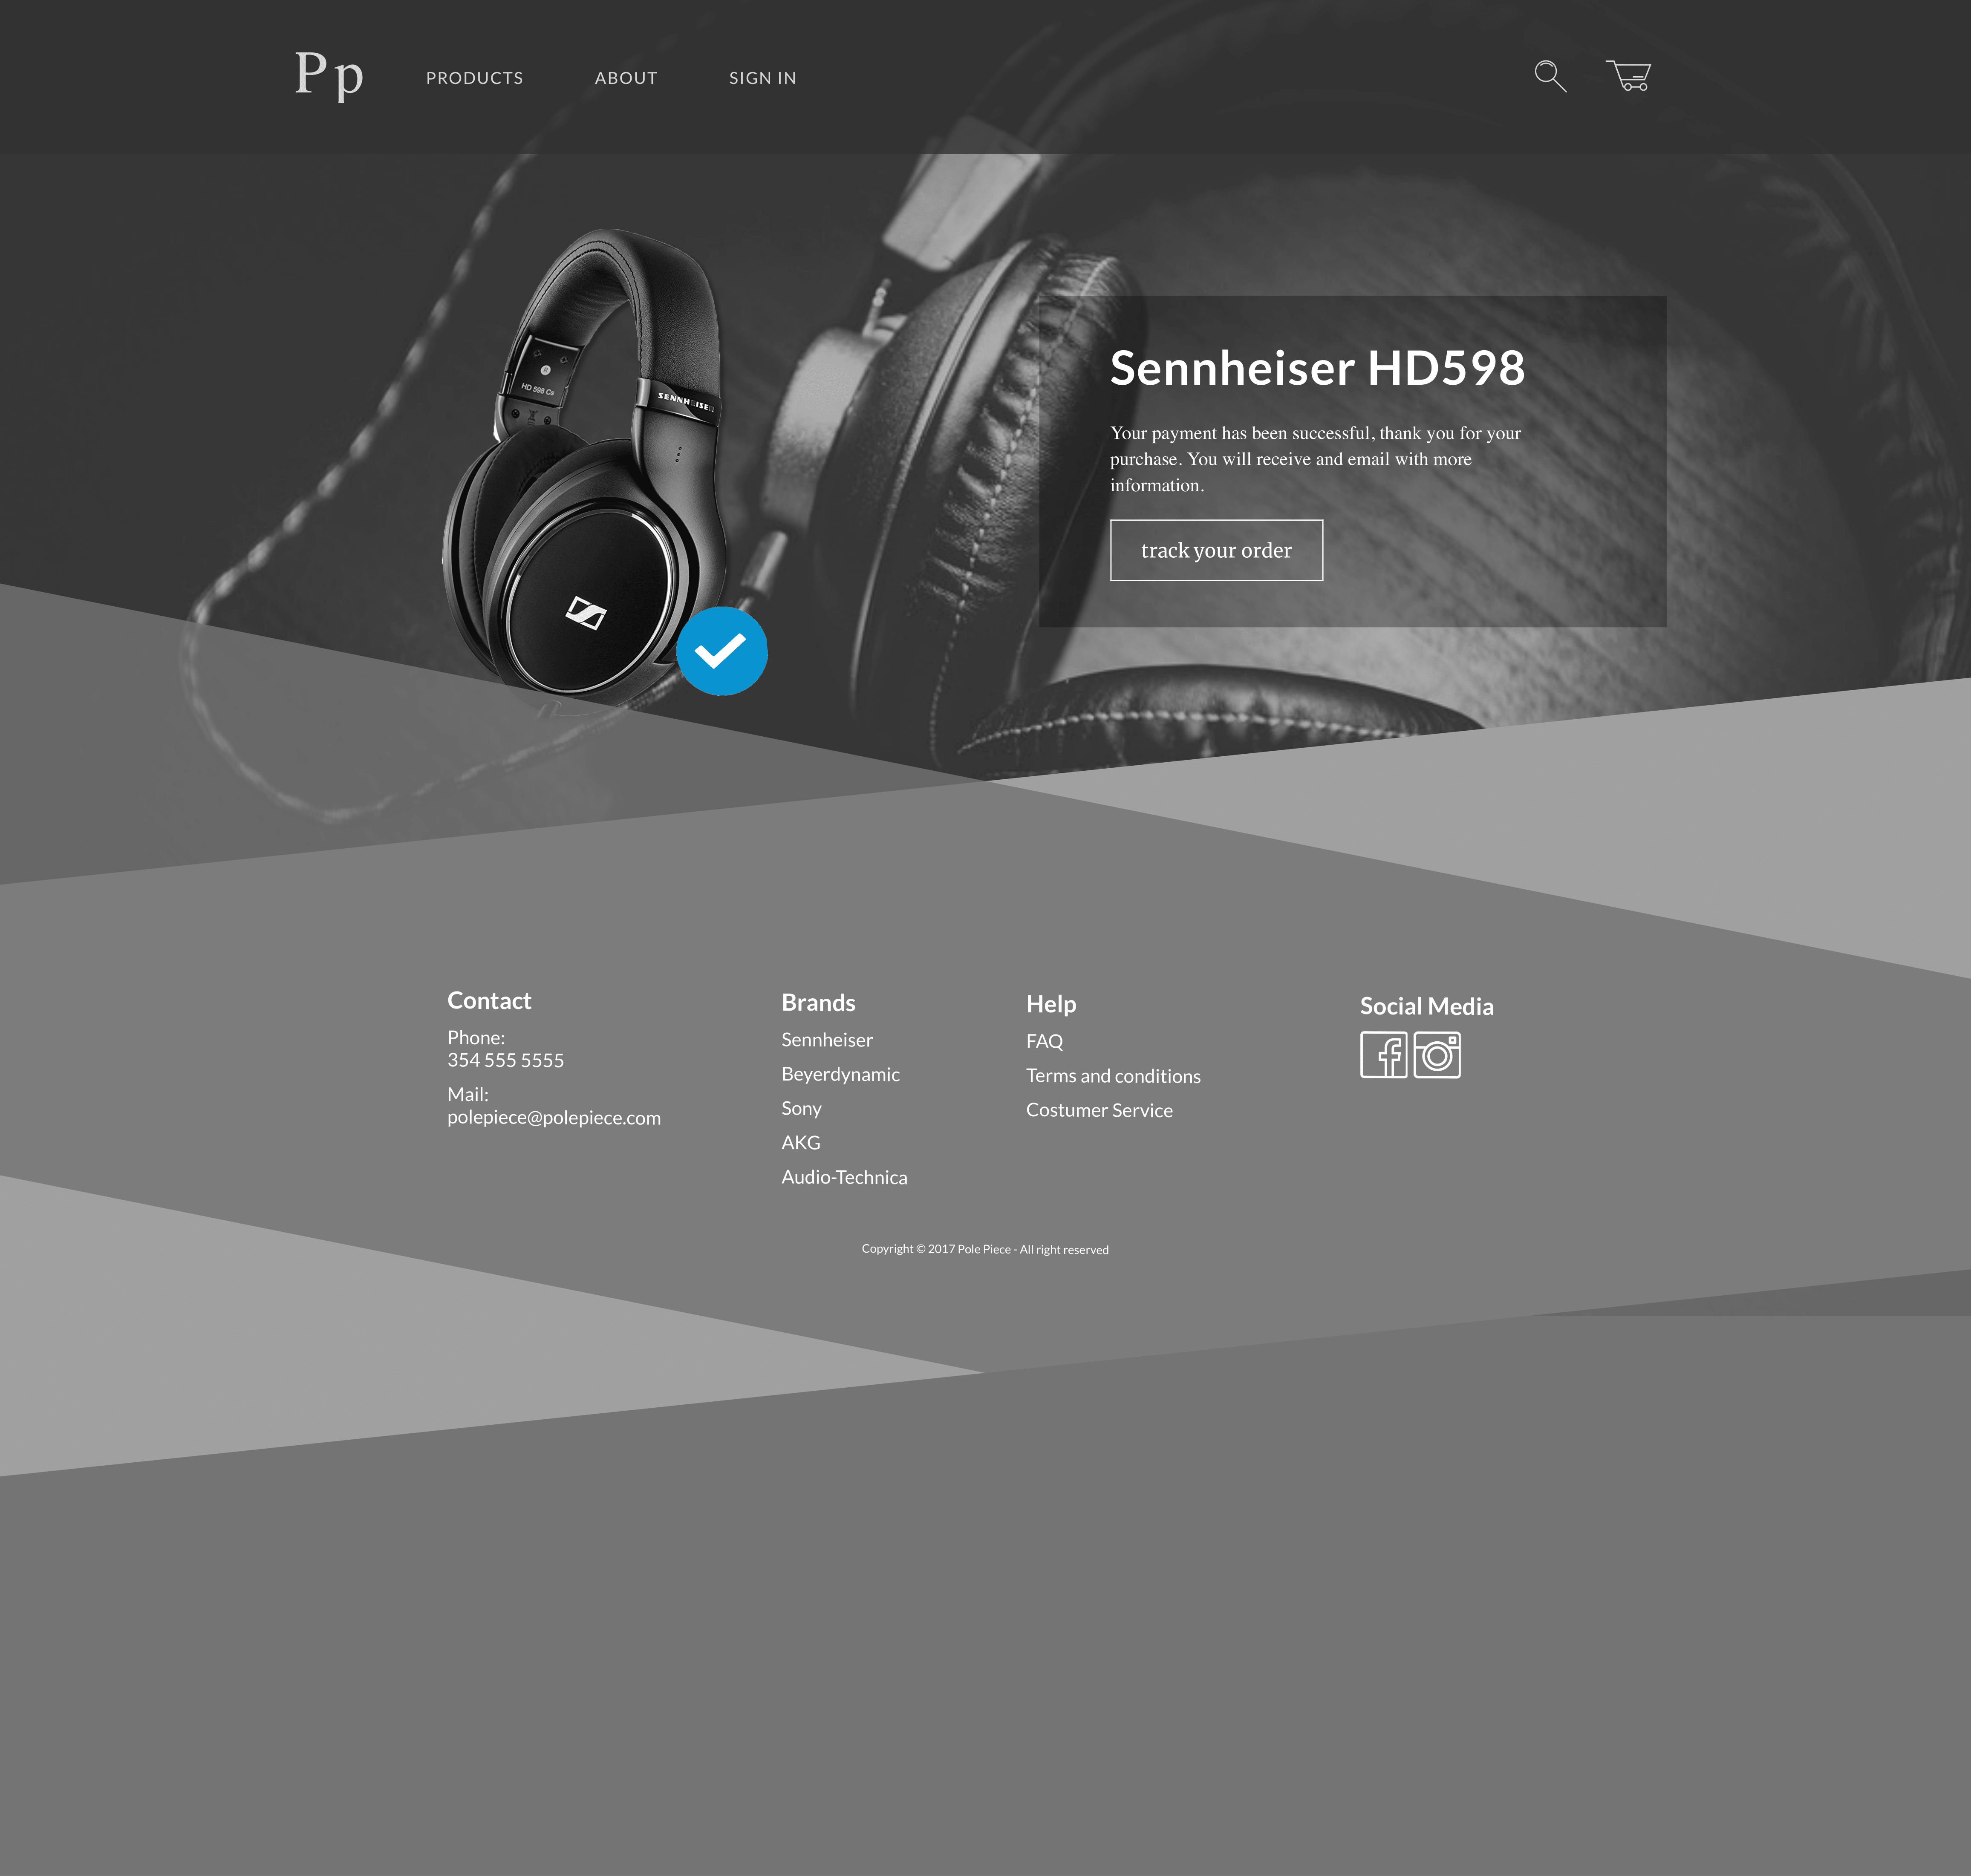 Pp
PRODUCTS
ABOUT
SIGN IN
HD 598 Cs
SENNHEISER
Sennheiser HD598
Your payment has been successful, thank you for your
purchase. You will receive and email with more
information.
track your order
Contact
Phone:
354 555 5555
Mail:
polepiece@polepiece.com
Brands
Sennheiser
Beyerdynamic
Sony
AKG
Audio-Technica
Help
FAQ
Terms and conditions
Costumer Service
Social Media
Copyright © 2017 Pole Piece - All right reserved